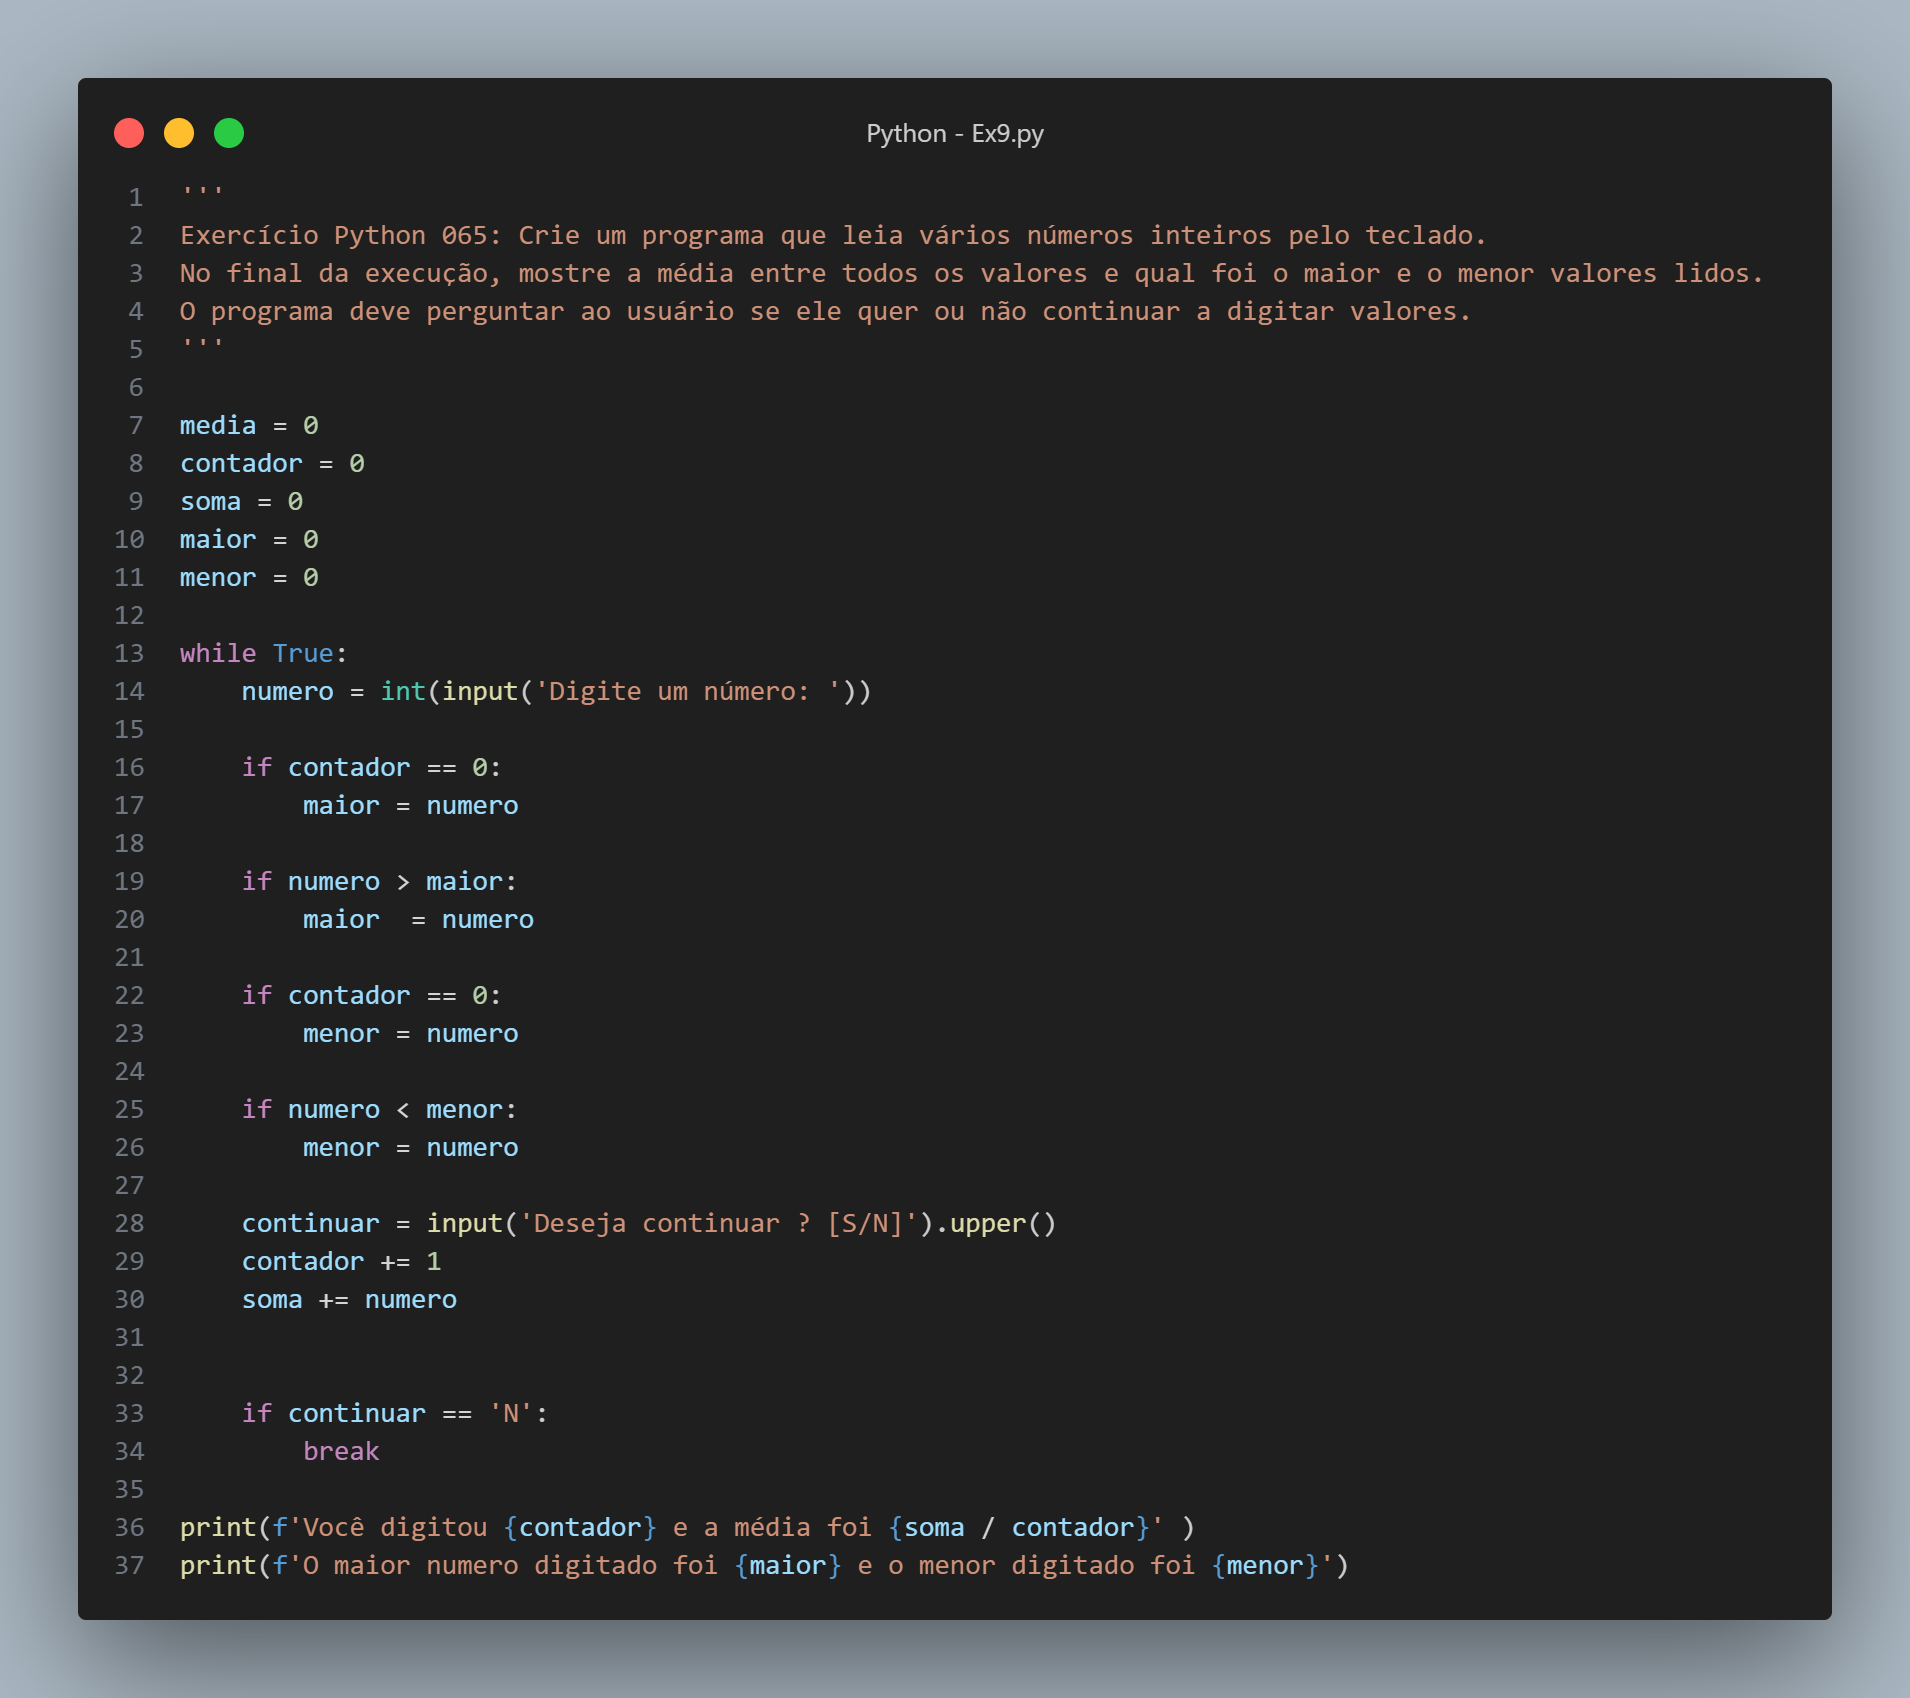 Python - Ex9.py
1 '''
2 Exercício Python 065: Crie um programa que leia vários números inteiros pelo teclado.
3 No final da execução, mostre a média entre todos os valores e qual foi o maior e o menor valores lidos.
4 O programa deve perguntar ao usuário se ele quer ou não continuar a digitar valores.
5 '''
6
7 media = 0
8 contador = 0
9 soma = 0
10 maior = 0
11 menor = 0
12
13 while True:
14     numero = int(input('Digite um número: '))
15
16     if contador == 0:
17         maior = numero
18
19     if numero > maior:
20         maior  = numero
21
22     if contador == 0:
23         menor = numero
24
25     if numero < menor:
26         menor = numero
27
28     continuar = input('Deseja continuar ? [S/N]').upper()
29     contador += 1
30     soma += numero
31
32
33     if continuar == 'N':
34         break
35
36 print(f'Você digitou {contador} e a média foi {soma / contador}' )
37 print(f'O maior numero digitado foi {maior} e o menor digitado foi {menor}')